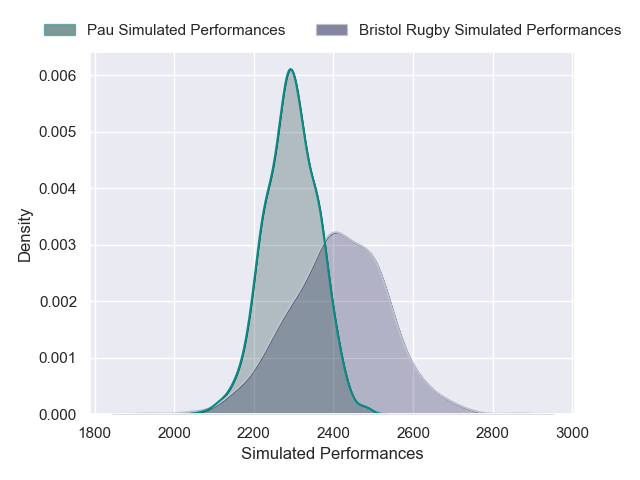 Pau Simulated Performances
Bristol Rugby Simulated Performances
0.006
0.005
0.004
0.003
0.002
0.001
0.000
Density
1800 2000 2200 2400 2600 2800 3000
Simulated Performances